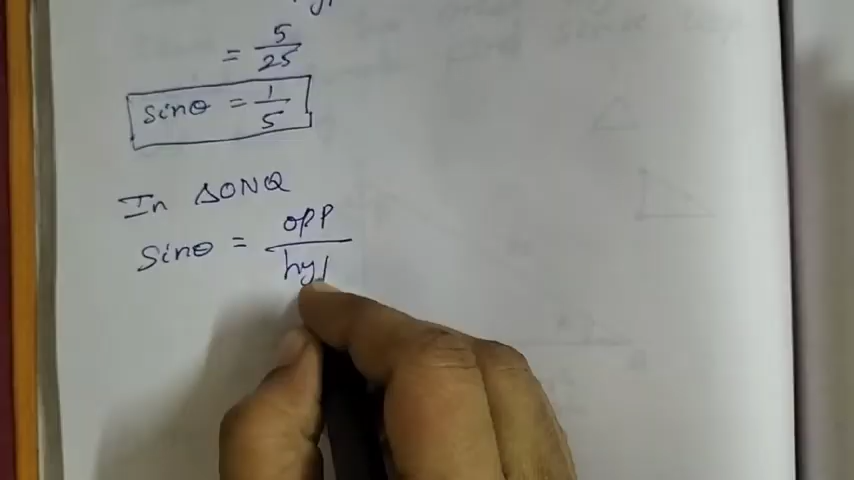 = 5/25
sinθ = 1/5
In ΔONQ
sinθ = opp/hyp